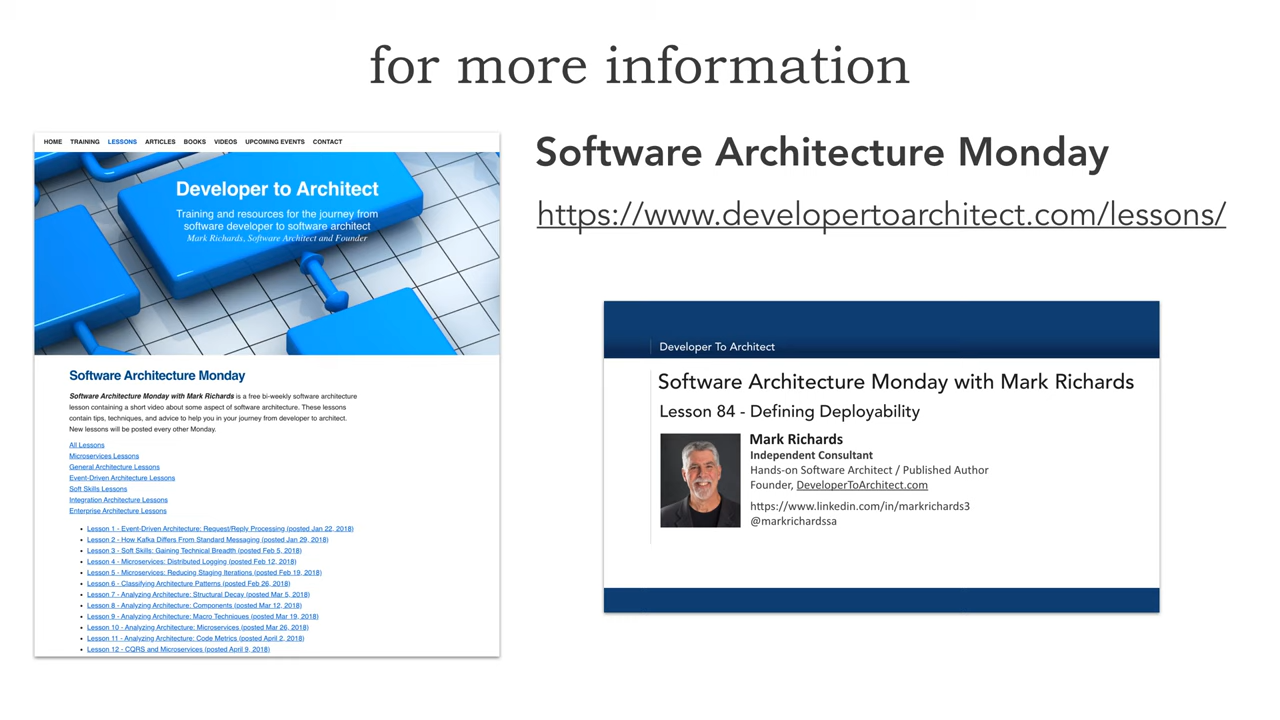 for more information
HOME TRAINING LESSONS ARTICLES BOOKS VIDEOS UPCOMING EVENTS CONTACT
Developer to Architect
Training and resources for the journey from
software developer to software architect
Mark Richards, Software Architect and Founder
Software Architecture Monday
Software Architecture Monday with Mark Richards is a free bi-weekly software architecture
lesson containing a short video about some aspect of software architecture. These lessons
contain tips, techniques, and advice to help you in your journey from developer to architect.
New lessons will be posted every other Monday.
All Lessons
Microservices Lessons
General Architecture Lessons
Event-Driven Architecture Lessons
Soft Skills Lessons
Integration Architecture Lessons
Enterprise Architecture Lessons
• Lesson 1 - Event-Driven Architecture: Request/Reply Processing (posted Jan 22, 2018)
• Lesson 2 - How Kafka Differs From Standard Messaging (posted Jan 29, 2018)
• Lesson 3 - Soft Skills: Gaining Technical Breadth (posted Feb 5, 2018)
• Lesson 4 - Microservices: Distributed Logging (posted Feb 12, 2018)
• Lesson 5 - Microservices: Reducing Staging Iterations (posted Feb 19, 2018)
• Lesson 6 - Classifying Architecture Patterns (posted Feb 26, 2018)
• Lesson 7 - Analyzing Architecture: Structural Decay (posted Mar 5, 2018)
• Lesson 8 - Analyzing Architecture: Components (posted Mar 12, 2018)
• Lesson 9 - Analyzing Architecture: Macro Techniques (posted Mar 19, 2018)
• Lesson 10 - Analyzing Architecture: Microservices (posted Mar 26, 2018)
• Lesson 11 - Analyzing Architecture: Code Metrics (posted April 2, 2018)
• Lesson 12 - CQRS and Microservices (posted April 9, 2018)
Software Architecture Monday
https://www.developertoarchitect.com/lessons/
Developer To Architect
Software Architecture Monday with Mark Richards
Lesson 84 - Defining Deployability
Mark Richards
Independent Consultant
Hands-on Software Architect / Published Author
Founder, DeveloperToArchitect.com
https://www.linkedin.com/in/markrichards3
@markrichardssa